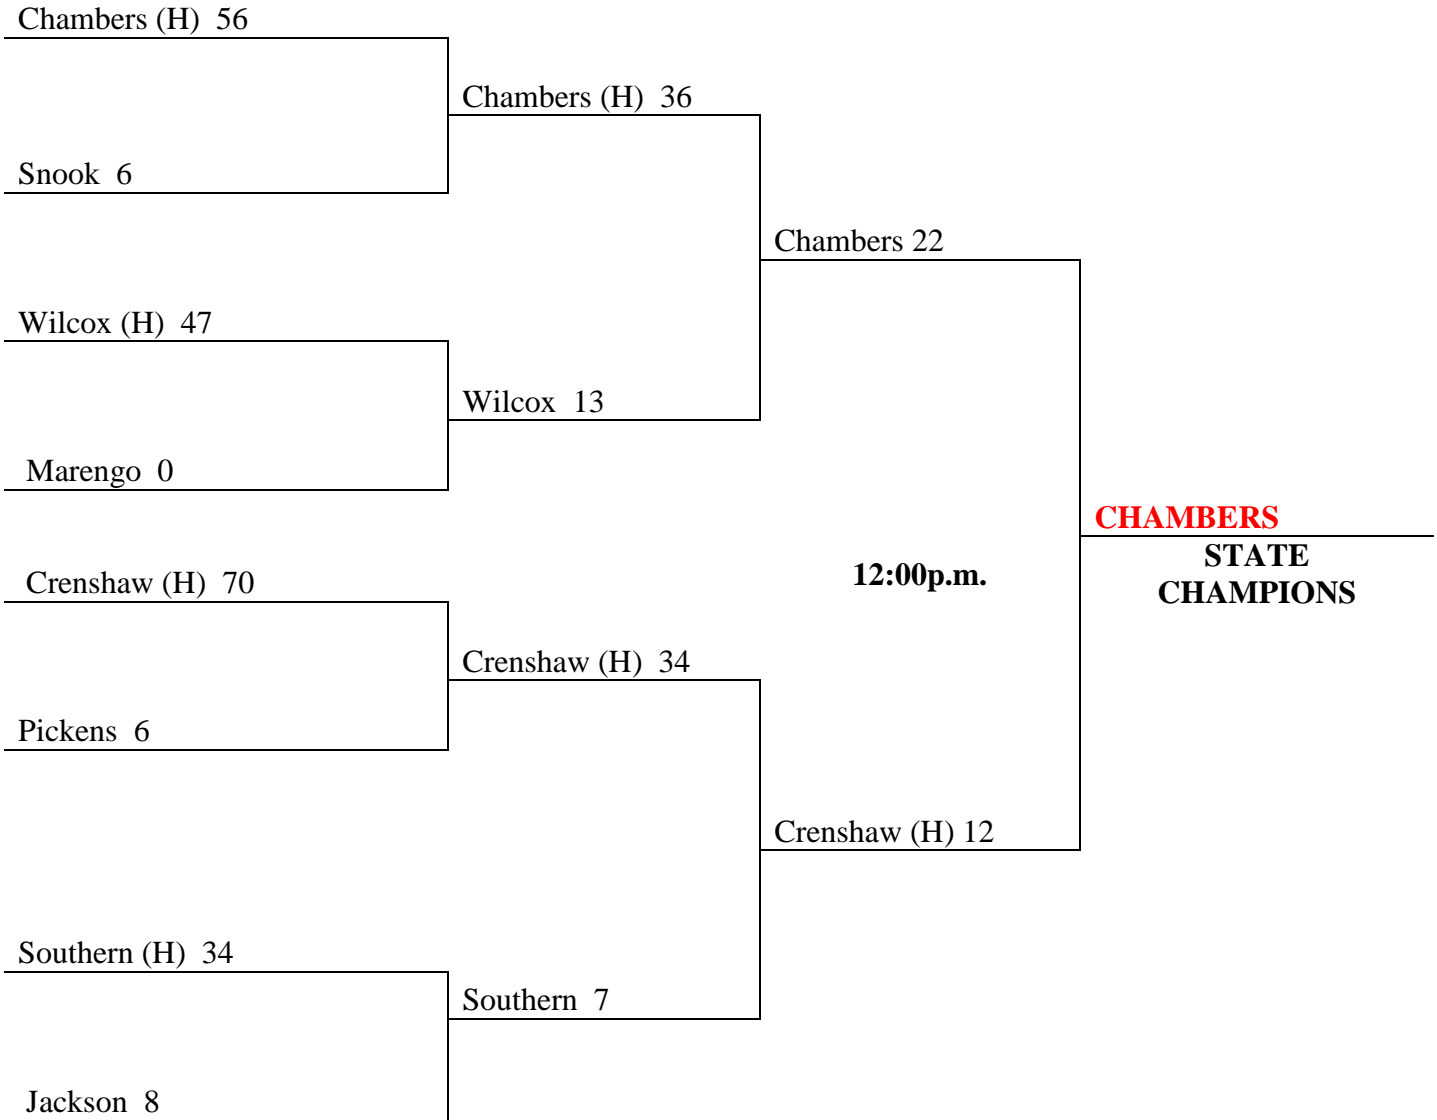 Chambers (H)  56
Chambers (H)  36
Snook  6
Chambers 22
Wilcox (H)  47
Wilcox  13
Marengo  0
CHAMBERS
STATE
CHAMPIONS
12:00p.m.
Crenshaw (H)  70
Crenshaw (H)  34
Pickens  6
Crenshaw (H) 12
Southern (H)  34
Southern  7
Jackson  8